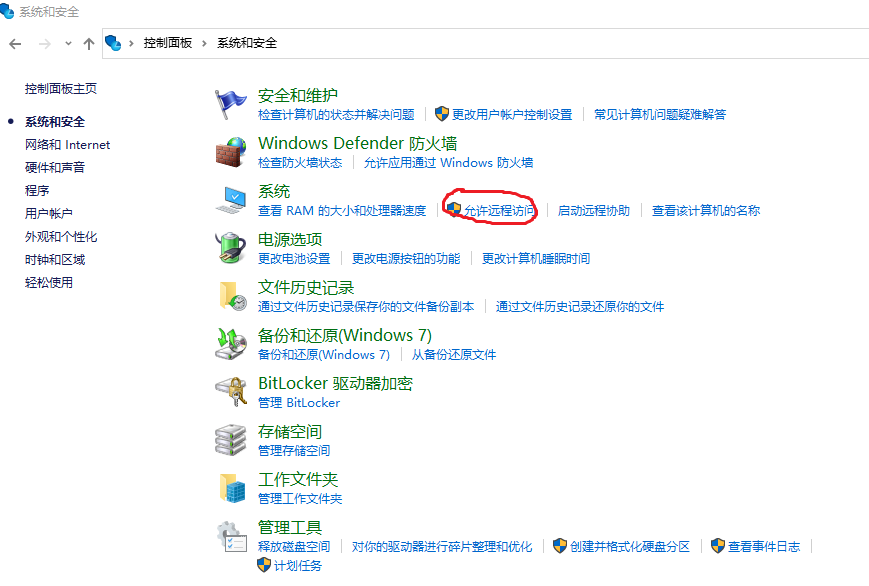 系统和安全
控制面板 › 系统和安全
控制面板主页
系统和安全
网络和 Internet
硬件和声音
程序
用户帐户
外观和个性化
时钟和区域
轻松使用
安全和维护
检查计算机的状态并解决问题 更改用户帐户控制设置 常见计算机问题疑难解答
Windows Defender 防火墙
检查防火墙状态 允许应用通过 Windows 防火墙
系统
查看 RAM 的大小和处理器速度 允许远程访问 启动远程协助 查看该计算机的名称
电源选项
更改电池设置 更改电源按钮的功能 更改计算机睡眠时间
文件历史记录
通过文件历史记录保存你的文件备份副本 通过文件历史记录还原你的文件
备份和还原(Windows 7)
备份和还原(Windows 7) 从备份还原文件
BitLocker 驱动器加密
管理 BitLocker
存储空间
管理存储空间
工作文件夹
管理工作文件夹
管理工具
释放磁盘空间 对你的驱动器进行碎片整理和优化 创建并格式化硬盘分区 查看事件日志
计划任务